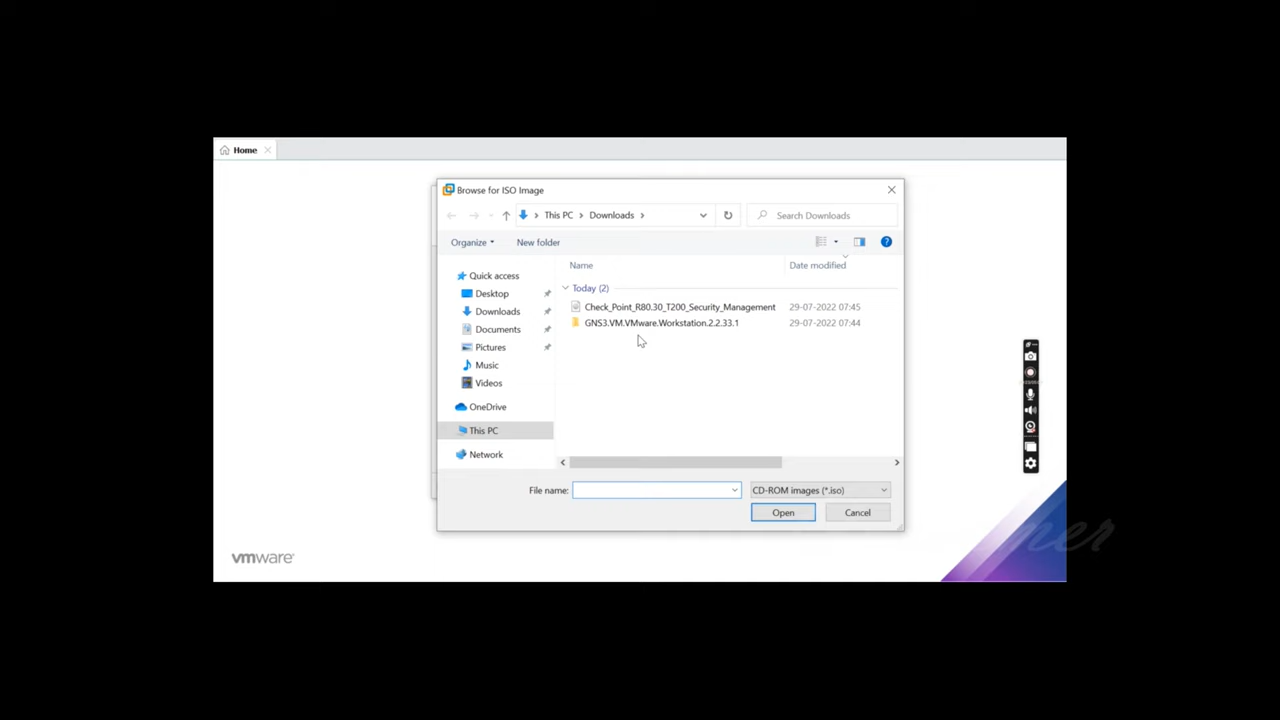 Home
Browse for ISO Image
This PC
Downloads
Search Downloads
Organize
New folder
Name
Date modified
Quick access
Desktop
Downloads
Documents
Pictures
Music
Videos
OneDrive
This PC
Network
Today (2)
Check_Point_R80.30_T200_Security_Management 29-07-2022 07:45
GNS3.VM.VMware.Workstation.2.2.33.1 29-07-2022 07:44
File name:
CD-ROM images (*.iso)
Open
Cancel
vmware